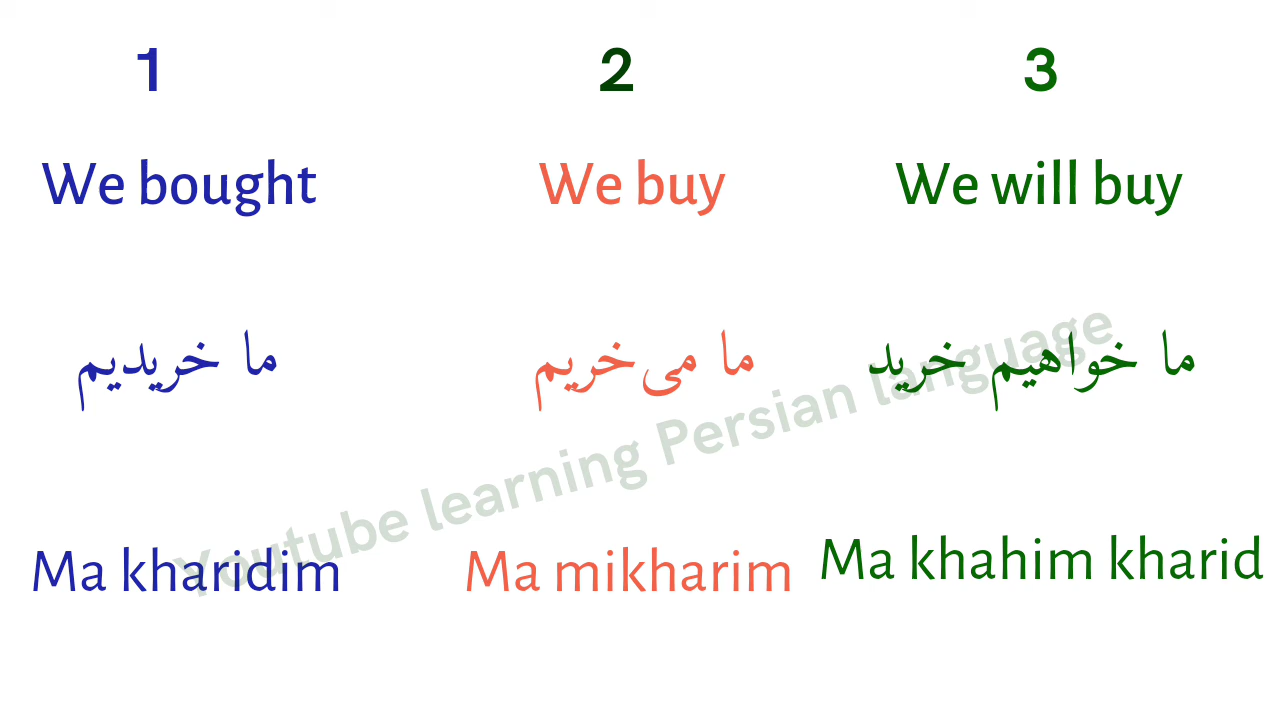 1
2
3
We bought
We buy
We will buy
ما خریدیم
ما می‌خریم
ما خواهیم خرید
Youtube learning Persian language
Ma kharidim
Ma mikharim
Ma khahim kharid